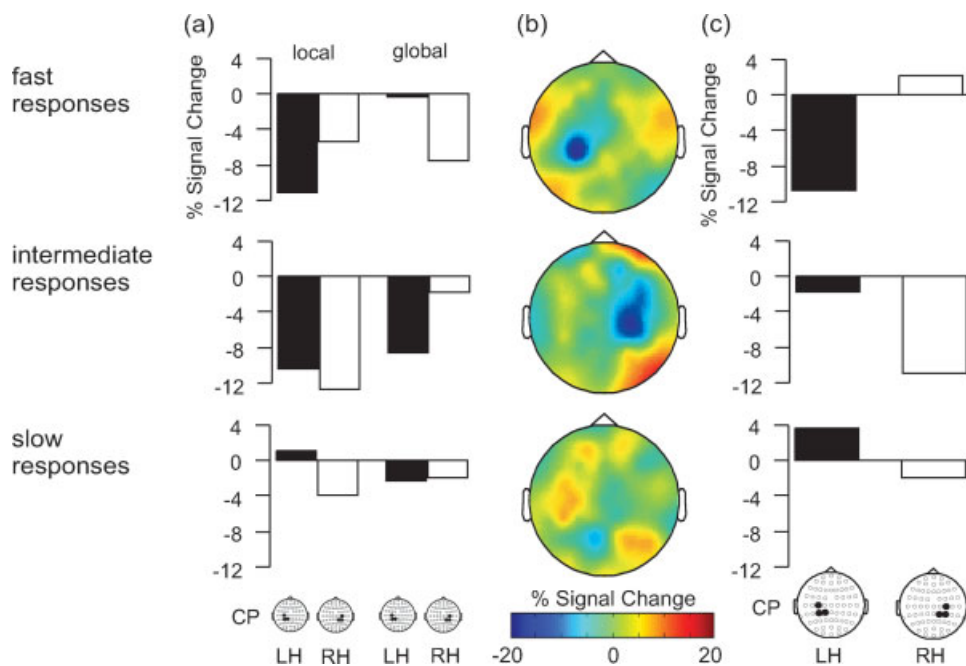 (a)
(b)
(c)
local global
fast
responses
% Signal Change
4
0
-4
-8
-12
% Signal Change
4
0
-4
-8
-12
intermediate
responses
4
0
-4
-8
-12
4
0
-4
-8
-12
slow
responses
4
0
-4
-8
-12
4
0
-4
-8
-12
CP
LH RH LH RH
% Signal Change
-20 0 20
CP
LH RH